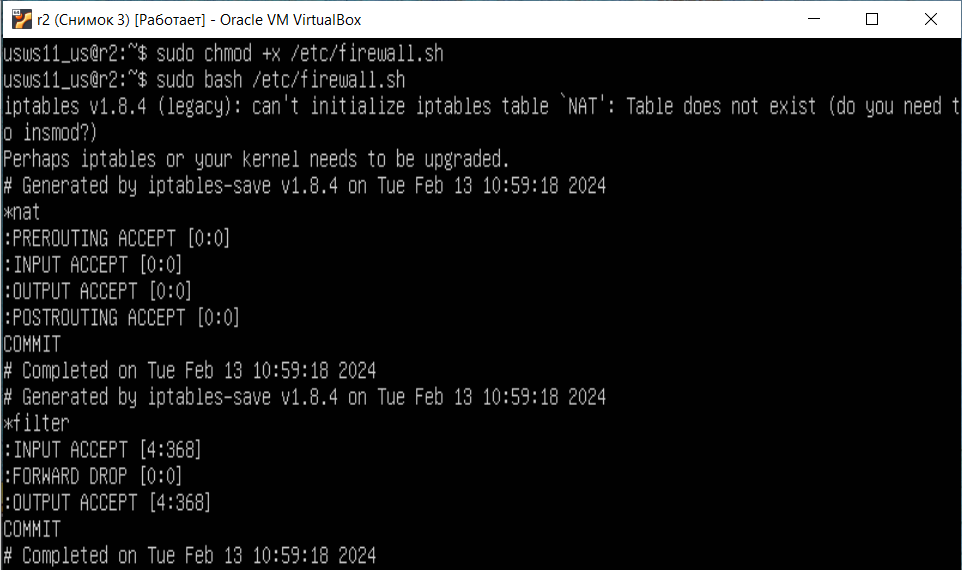 r2 (Снимок 3) [Работает] - Oracle VM VirtualBox
usws11_us@r2:~$ sudo chmod +x /etc/firewall.sh
usws11_us@r2:~$ sudo bash /etc/firewall.sh
iptables v1.8.4 (legacy): can't initialize iptables table `NAT': Table does not exist (do you need t
o insmod?)
Perhaps iptables or your kernel needs to be upgraded.
# Generated by iptables-save v1.8.4 on Tue Feb 13 10:59:18 2024
*nat
:PREROUTING ACCEPT [0:0]
:INPUT ACCEPT [0:0]
:OUTPUT ACCEPT [0:0]
:POSTROUTING ACCEPT [0:0]
COMMIT
# Completed on Tue Feb 13 10:59:18 2024
# Generated by iptables-save v1.8.4 on Tue Feb 13 10:59:18 2024
*filter
:INPUT ACCEPT [4:368]
:FORWARD DROP [0:0]
:OUTPUT ACCEPT [4:368]
COMMIT
# Completed on Tue Feb 13 10:59:18 2024